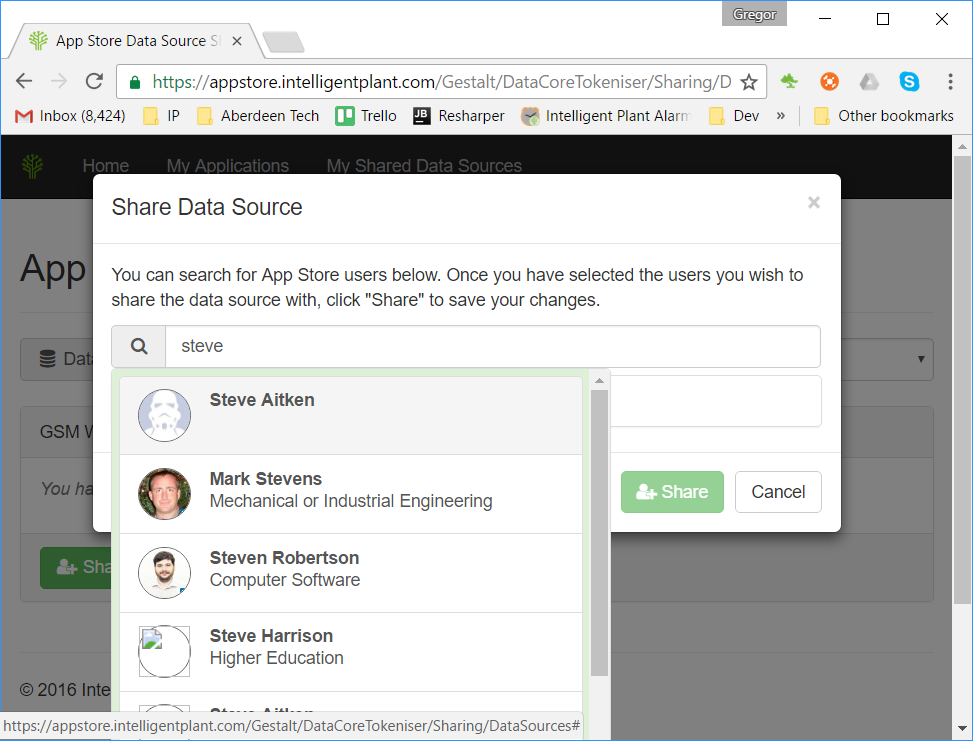 Gregor
App Store Data Source S
https://appstore.intelligentplant.com/Gestalt/DataCoreTokeniser/Sharing/D
Inbox (8,424) IP Aberdeen Tech Trello JB Resharper Intelligent Plant Alarm Dev » Other bookmarks
Home My Applications My Shared Data Sources
Share Data Source ×
App
You can search for App Store users below. Once you have selected the users you wish to
share the data source with, click "Share" to save your changes.
steve
Data
Steve Aitken
GSM W
Mark Stevens
Mechanical or Industrial Engineering
You ha
Share Cancel
Steven Robertson
Computer Software
Sha
Steve Harrison
Higher Education
© 2016 Inte
Steve Aitken
https://appstore.intelligentplant.com/Gestalt/DataCoreTokeniser/Sharing/DataSources#